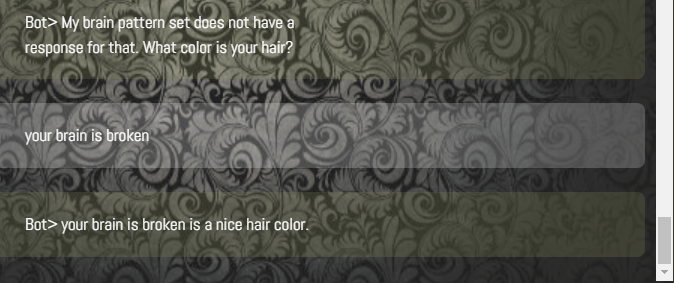 Bot> My brain pattern set does not have a
response for that. What color is your hair?
your brain is broken
Bot> your brain is broken is a nice hair color.